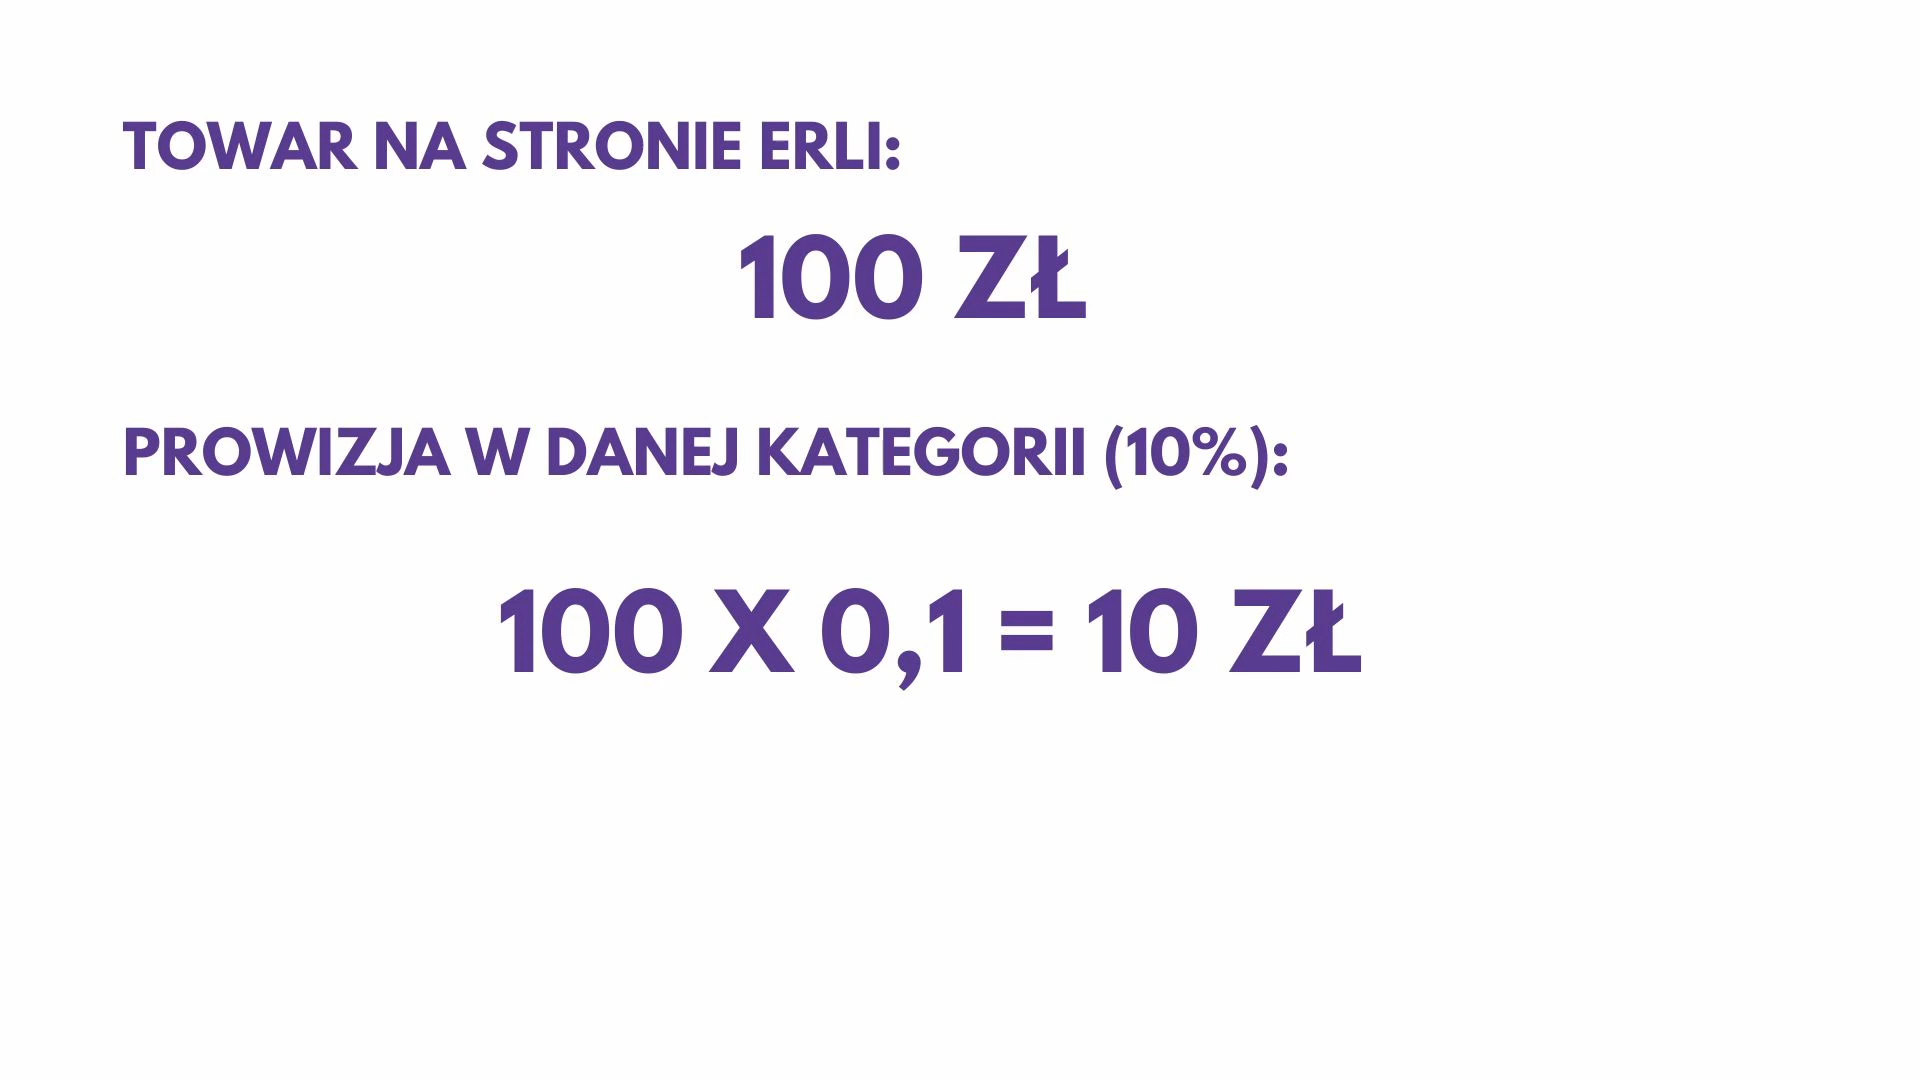 TOWAR NA STRONIE ERLI:
100 ZŁ
PROWIZJA W DANEJ KATEGORII (10%):
100 X 0,1 = 10 ZŁ